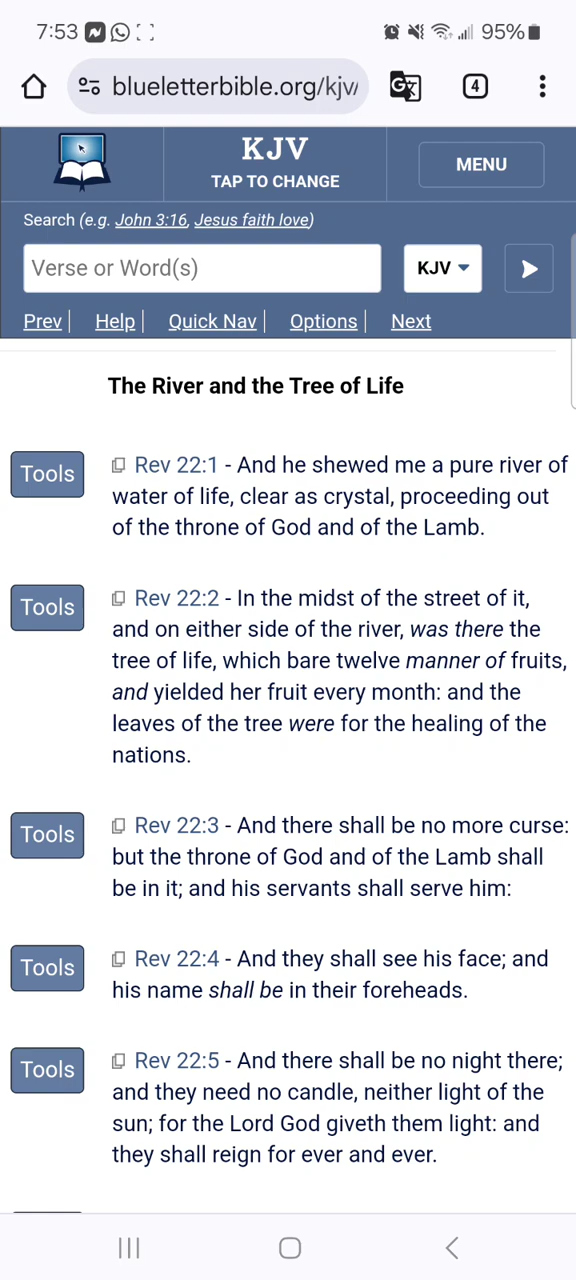 7:53
95%
blueletterbible.org/kjv/
4
KJV
TAP TO CHANGE
MENU
Search (e.g. John 3:16, Jesus faith love)
Verse or Word(s)
KJV
Prev | Help | Quick Nav | Options | Next
The River and the Tree of Life
Tools
Rev 22:1 - And he shewed me a pure river of
water of life, clear as crystal, proceeding out
of the throne of God and of the Lamb.
Tools
Rev 22:2 - In the midst of the street of it,
and on either side of the river, was there the
tree of life, which bare twelve manner of fruits,
and yielded her fruit every month: and the
leaves of the tree were for the healing of the
nations.
Tools
Rev 22:3 - And there shall be no more curse:
but the throne of God and of the Lamb shall
be in it; and his servants shall serve him:
Tools
Rev 22:4 - And they shall see his face; and
his name shall be in their foreheads.
Tools
Rev 22:5 - And there shall be no night there;
and they need no candle, neither light of the
sun; for the Lord God giveth them light: and
they shall reign for ever and ever.